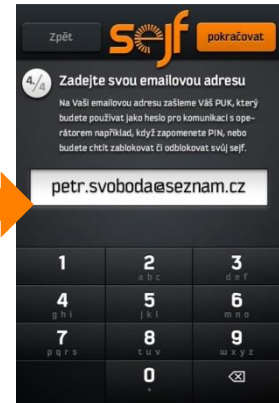 Zpět
sejf
pokračovat
4./4
Zadejte svou emailovou adresu
Na Vaši emailovou adresu zašleme Váš PUK, který
budete používat jako heslo pro komunikaci s ope-
rátorem například, když zapomenete PIN, nebo
budete chtít zablokovat či odblokovat svůj sejf.
petr.svoboda@seznam.cz
1 2 3
abc def
4 5 6
ghi jkl mno
7 8 9
pqrs tuv wxyz
0